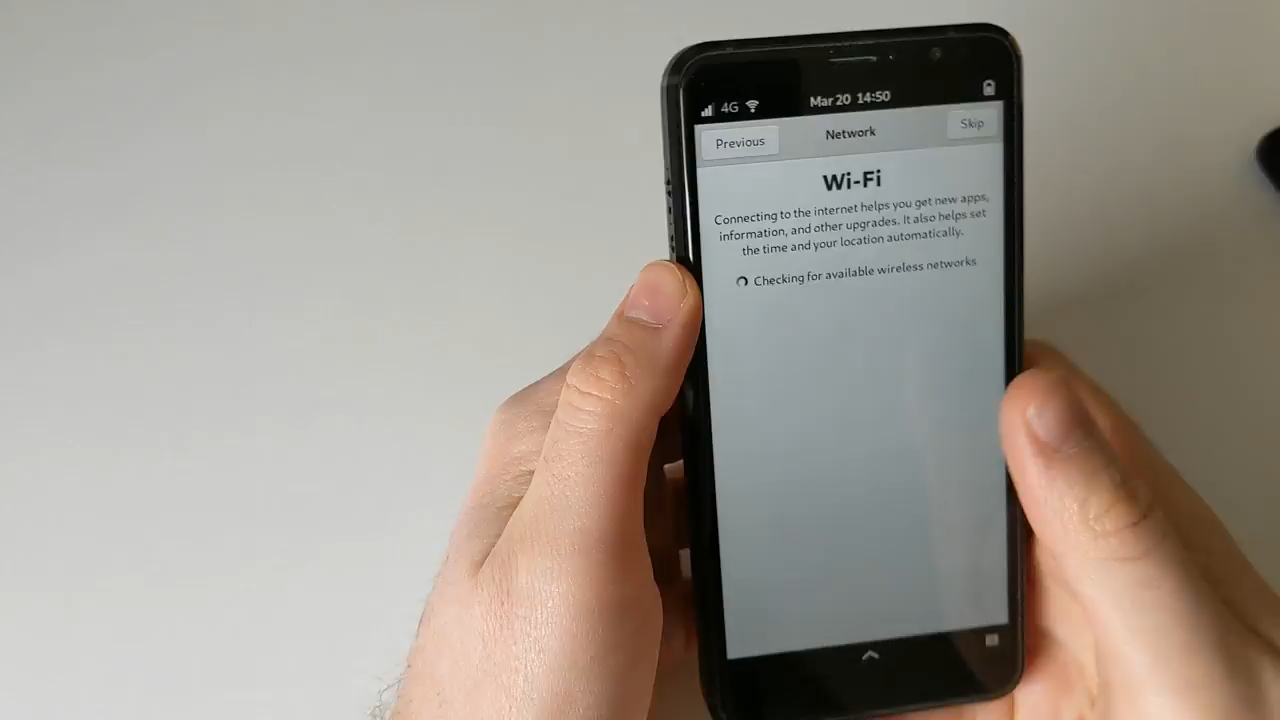 4G
Mar 20 14:50
Previous
Network
Skip
Wi-Fi
Connecting to the internet helps you get new apps,
information, and other upgrades. It also helps set
the time and your location automatically.
Checking for available wireless networks